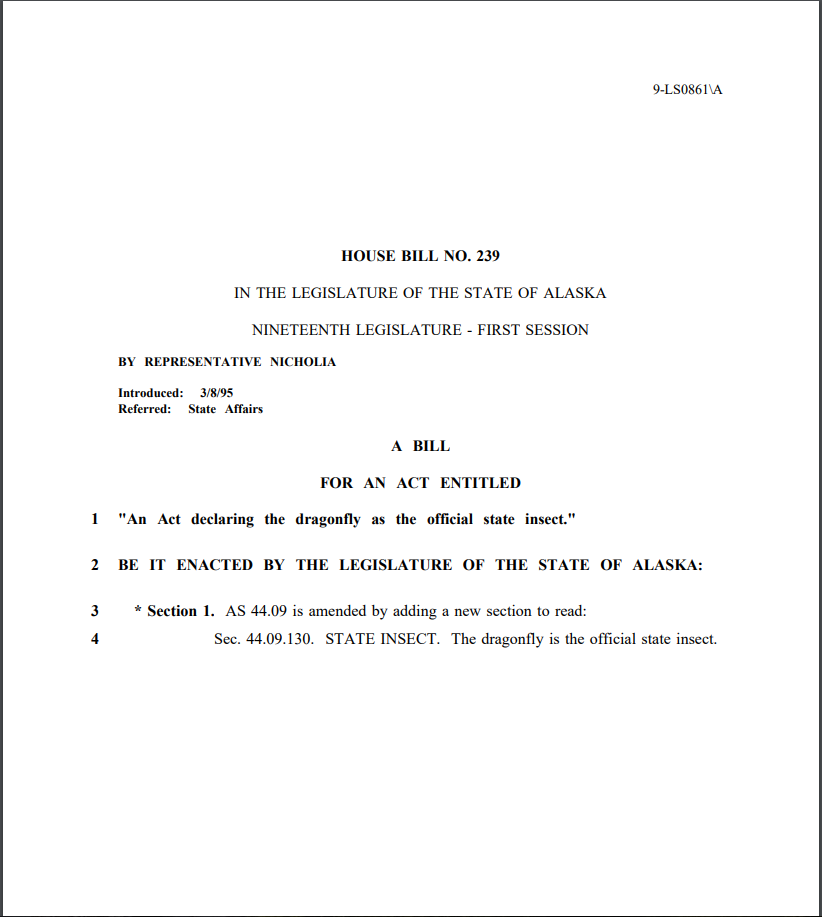 9-LS0861\A
HOUSE BILL NO. 239
IN THE LEGISLATURE OF THE STATE OF ALASKA
NINETEENTH LEGISLATURE - FIRST SESSION
BY REPRESENTATIVE NICHOLIA
Introduced: 3/8/95
Referred: State Affairs
A BILL
FOR AN ACT ENTITLED
1 "An Act declaring the dragonfly as the official state insect."
2 BE IT ENACTED BY THE LEGISLATURE OF THE STATE OF ALASKA:
3 * Section 1. AS 44.09 is amended by adding a new section to read:
4 Sec. 44.09.130. STATE INSECT. The dragonfly is the official state insect.